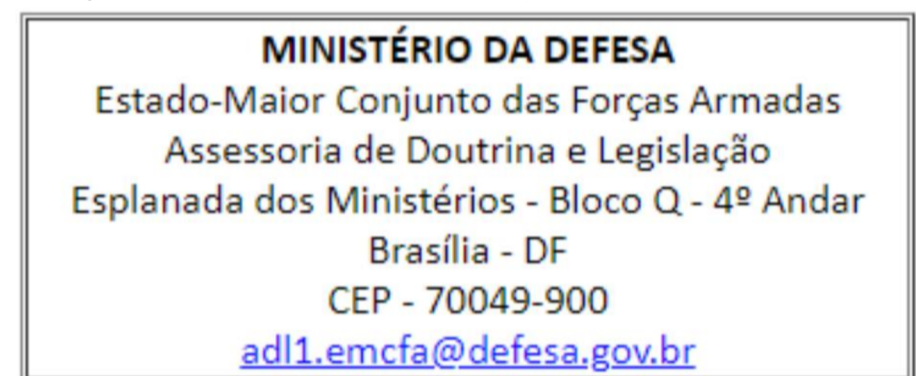 MINISTÉRIO DA DEFESA
Estado-Maior Conjunto das Forças Armadas
Assessoria de Doutrina e Legislação
Esplanada dos Ministérios - Bloco Q - 4º Andar
Brasília - DF
CEP - 70049-900
adl1.emcfa@defesa.gov.br